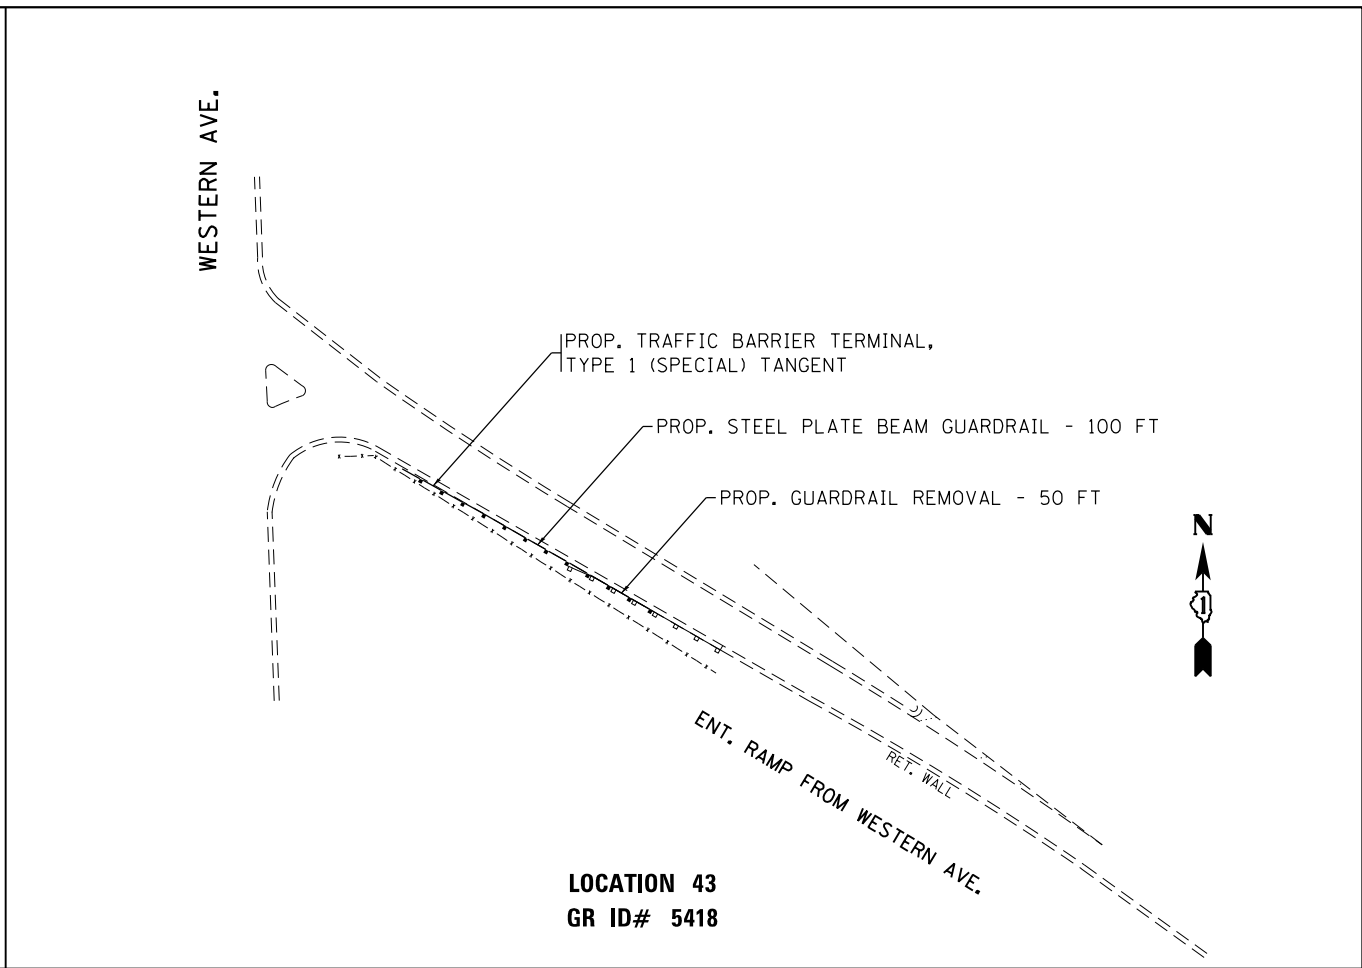 WESTERN AVE.
PROP. TRAFFIC BARRIER TERMINAL,
TYPE 1 (SPECIAL) TANGENT
PROP. STEEL PLATE BEAM GUARDRAIL - 100 FT
PROP. GUARDRAIL REMOVAL - 50 FT
N
1
RET. WALL
ENT. RAMP FROM WESTERN AVE.
LOCATION 43
GR ID# 5418